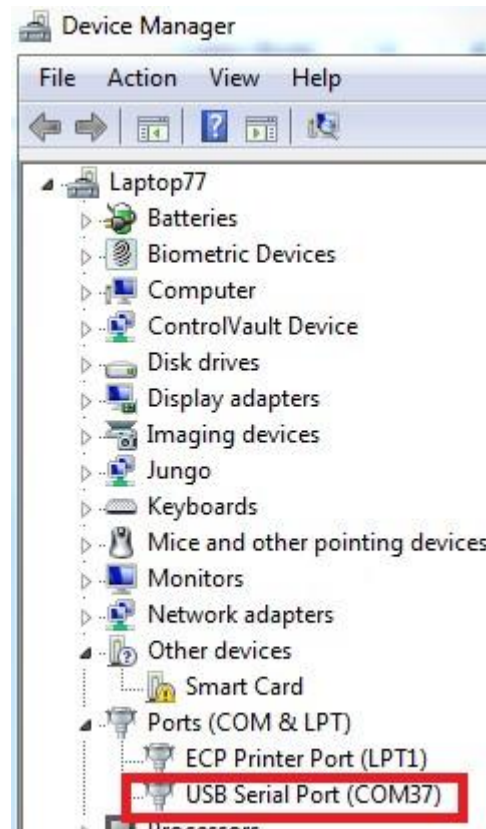 Device Manager
File Action View Help
Laptop77
Batteries
Biometric Devices
Computer
ControlVault Device
Disk drives
Display adapters
Imaging devices
Jungo
Keyboards
Mice and other pointing devices
Monitors
Network adapters
Other devices
Smart Card
Ports (COM & LPT)
ECP Printer Port (LPT1)
USB Serial Port (COM37)